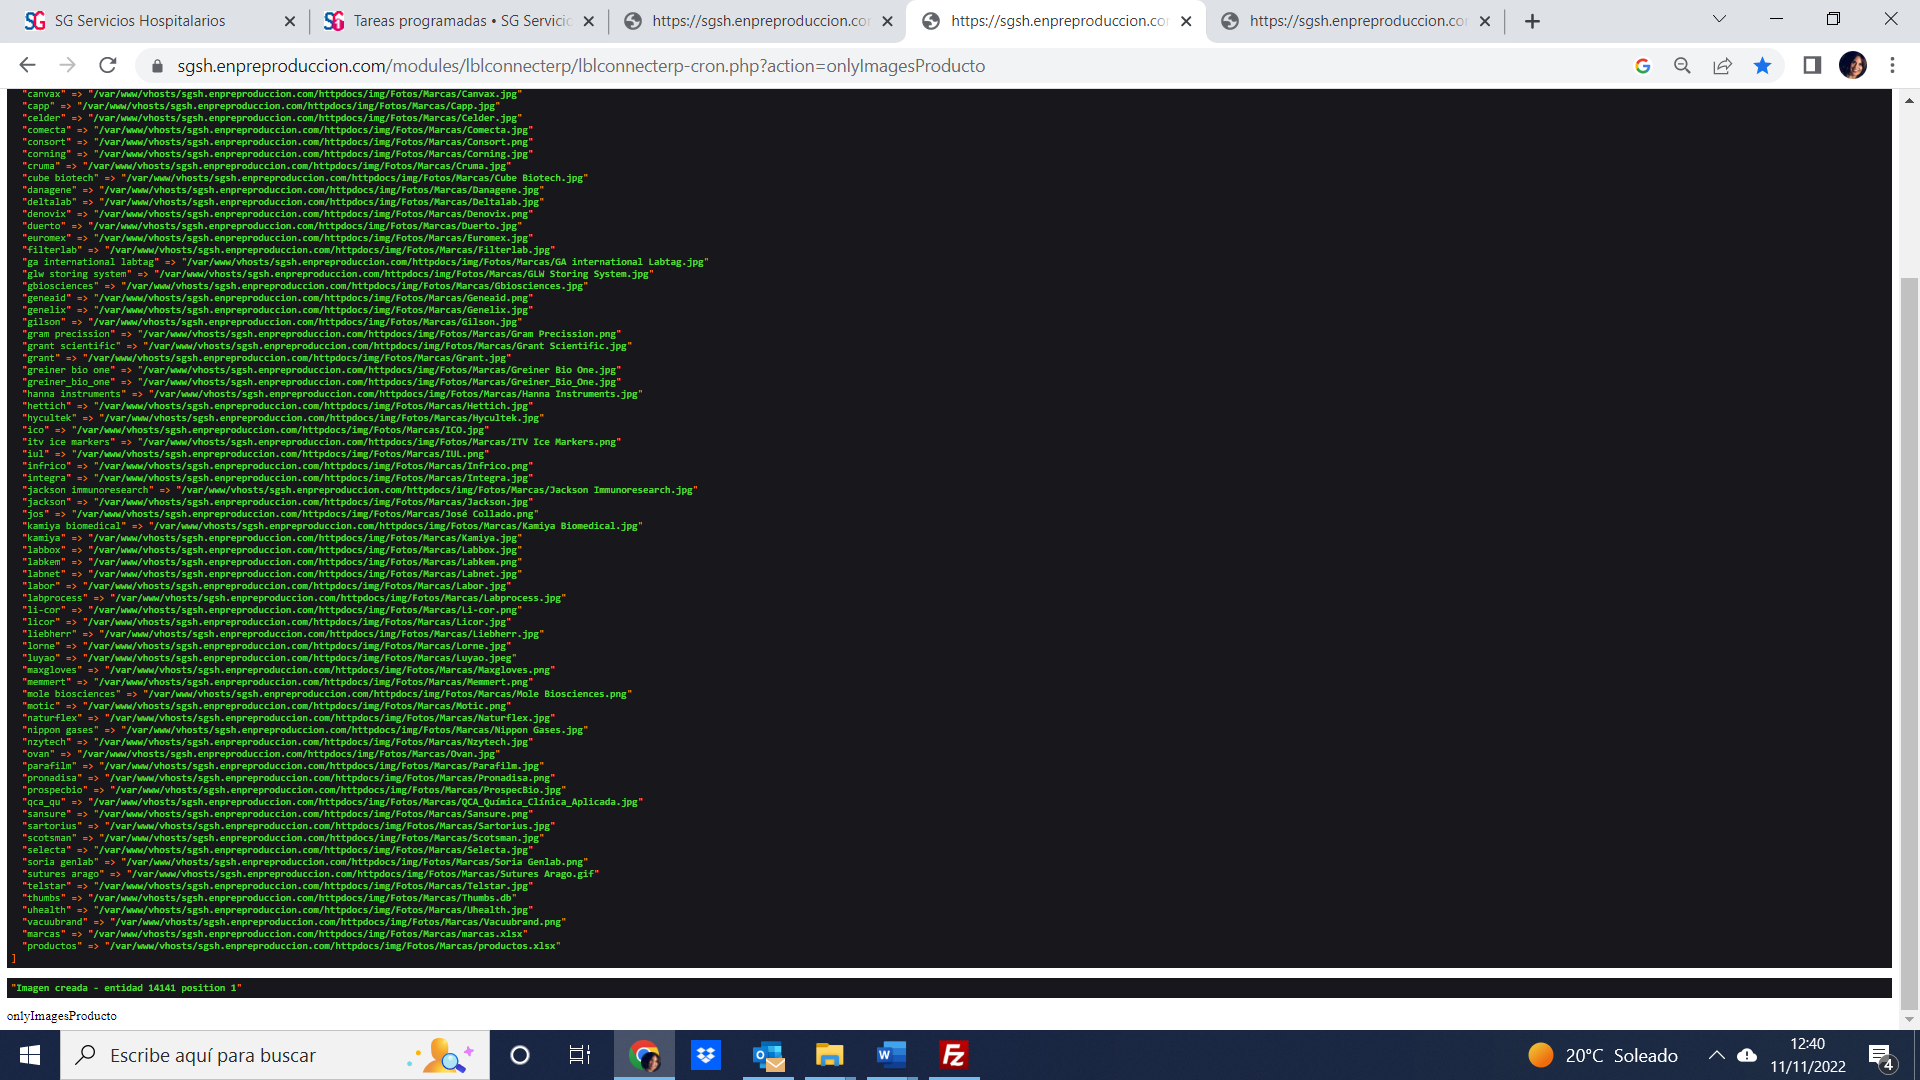 SG Servicios Hospitalarios
Tareas programadas • SG Servicio
https://sgsh.enpreproduccion.co
https://sgsh.enpreproduccion.co
https://sgsh.enpreproduccion.co
sgsh.enpreproduccion.com/modules/lblconnecterp/lblconnecterp-cron.php?action=onlyImagesProducto
"canvax" => "/var/www/vhosts/sgsh.enpreproduccion.com/httpdocs/img/Fotos/Marcas/Canvax.jpg"
"capp" => "/var/www/vhosts/sgsh.enpreproduccion.com/httpdocs/img/Fotos/Marcas/Capp.jpg"
"celder" => "/var/www/vhosts/sgsh.enpreproduccion.com/httpdocs/img/Fotos/Marcas/Celder.jpg"
"comecta" => "/var/www/vhosts/sgsh.enpreproduccion.com/httpdocs/img/Fotos/Marcas/Comecta.jpg"
"consort" => "/var/www/vhosts/sgsh.enpreproduccion.com/httpdocs/img/Fotos/Marcas/Consort.png"
"corning" => "/var/www/vhosts/sgsh.enpreproduccion.com/httpdocs/img/Fotos/Marcas/Corning.jpg"
"cruma" => "/var/www/vhosts/sgsh.enpreproduccion.com/httpdocs/img/Fotos/Marcas/Cruma.jpg"
"cube biotech" => "/var/www/vhosts/sgsh.enpreproduccion.com/httpdocs/img/Fotos/Marcas/Cube Biotech.jpg"
"danagene" => "/var/www/vhosts/sgsh.enpreproduccion.com/httpdocs/img/Fotos/Marcas/Danagene.jpg"
"deltalab" => "/var/www/vhosts/sgsh.enpreproduccion.com/httpdocs/img/Fotos/Marcas/Deltalab.jpg"
"denovix" => "/var/www/vhosts/sgsh.enpreproduccion.com/httpdocs/img/Fotos/Marcas/Denovix.png"
"duerto" => "/var/www/vhosts/sgsh.enpreproduccion.com/httpdocs/img/Fotos/Marcas/Duerto.jpg"
"euromex" => "/var/www/vhosts/sgsh.enpreproduccion.com/httpdocs/img/Fotos/Marcas/Euromex.jpg"
"filterlab" => "/var/www/vhosts/sgsh.enpreproduccion.com/httpdocs/img/Fotos/Marcas/Filterlab.jpg"
"ga international labtag" => "/var/www/vhosts/sgsh.enpreproduccion.com/httpdocs/img/Fotos/Marcas/GA international Labtag.jpg"
"glw storing system" => "/var/www/vhosts/sgsh.enpreproduccion.com/httpdocs/img/Fotos/Marcas/GLW Storing System.jpg"
"gbiosciences" => "/var/www/vhosts/sgsh.enpreproduccion.com/httpdocs/img/Fotos/Marcas/Gbiosciences.jpg"
"geneaid" => "/var/www/vhosts/sgsh.enpreproduccion.com/httpdocs/img/Fotos/Marcas/Geneaid.png"
"genelix" => "/var/www/vhosts/sgsh.enpreproduccion.com/httpdocs/img/Fotos/Marcas/Genelix.jpg"
"gilson" => "/var/www/vhosts/sgsh.enpreproduccion.com/httpdocs/img/Fotos/Marcas/Gilson.jpg"
"gram precission" => "/var/www/vhosts/sgsh.enpreproduccion.com/httpdocs/img/Fotos/Marcas/Gram Precission.png"
"grant scientific" => "/var/www/vhosts/sgsh.enpreproduccion.com/httpdocs/img/Fotos/Marcas/Grant Scientific.jpg"
"grant" => "/var/www/vhosts/sgsh.enpreproduccion.com/httpdocs/img/Fotos/Marcas/Grant.jpg"
"greiner bio one" => "/var/www/vhosts/sgsh.enpreproduccion.com/httpdocs/img/Fotos/Marcas/Greiner Bio One.jpg"
"greiner_bio_one" => "/var/www/vhosts/sgsh.enpreproduccion.com/httpdocs/img/Fotos/Marcas/Greiner_Bio_One.jpg"
"hanna instruments" => "/var/www/vhosts/sgsh.enpreproduccion.com/httpdocs/img/Fotos/Marcas/Hanna Instruments.jpg"
"hettich" => "/var/www/vhosts/sgsh.enpreproduccion.com/httpdocs/img/Fotos/Marcas/Hettich.jpg"
"hycultek" => "/var/www/vhosts/sgsh.enpreproduccion.com/httpdocs/img/Fotos/Marcas/Hycultek.jpg"
"ico" => "/var/www/vhosts/sgsh.enpreproduccion.com/httpdocs/img/Fotos/Marcas/ICO.jpg"
"itv ice markers" => "/var/www/vhosts/sgsh.enpreproduccion.com/httpdocs/img/Fotos/Marcas/ITV Ice Markers.png"
"iul" => "/var/www/vhosts/sgsh.enpreproduccion.com/httpdocs/img/Fotos/Marcas/IUL.png"
"infrico" => "/var/www/vhosts/sgsh.enpreproduccion.com/httpdocs/img/Fotos/Marcas/Infrico.png"
"integra" => "/var/www/vhosts/sgsh.enpreproduccion.com/httpdocs/img/Fotos/Marcas/Integra.jpg"
"jackson immunoresearch" => "/var/www/vhosts/sgsh.enpreproduccion.com/httpdocs/img/Fotos/Marcas/Jackson Immunoresearch.jpg"
"jackson" => "/var/www/vhosts/sgsh.enpreproduccion.com/httpdocs/img/Fotos/Marcas/Jackson.jpg"
"jos" => "/var/www/vhosts/sgsh.enpreproduccion.com/httpdocs/img/Fotos/Marcas/José Collado.png"
"kamiya biomedical" => "/var/www/vhosts/sgsh.enpreproduccion.com/httpdocs/img/Fotos/Marcas/Kamiya Biomedical.jpg"
"kamiya" => "/var/www/vhosts/sgsh.enpreproduccion.com/httpdocs/img/Fotos/Marcas/Kamiya.jpg"
"labbox" => "/var/www/vhosts/sgsh.enpreproduccion.com/httpdocs/img/Fotos/Marcas/Labbox.jpg"
"labkem" => "/var/www/vhosts/sgsh.enpreproduccion.com/httpdocs/img/Fotos/Marcas/Labkem.png"
"labnet" => "/var/www/vhosts/sgsh.enpreproduccion.com/httpdocs/img/Fotos/Marcas/Labnet.jpg"
"labor" => "/var/www/vhosts/sgsh.enpreproduccion.com/httpdocs/img/Fotos/Marcas/Labor.jpg"
"labprocess" => "/var/www/vhosts/sgsh.enpreproduccion.com/httpdocs/img/Fotos/Marcas/Labprocess.jpg"
"li-cor" => "/var/www/vhosts/sgsh.enpreproduccion.com/httpdocs/img/Fotos/Marcas/Li-cor.png"
"licor" => "/var/www/vhosts/sgsh.enpreproduccion.com/httpdocs/img/Fotos/Marcas/Licor.jpg"
"liebherr" => "/var/www/vhosts/sgsh.enpreproduccion.com/httpdocs/img/Fotos/Marcas/Liebherr.jpg"
"lorne" => "/var/www/vhosts/sgsh.enpreproduccion.com/httpdocs/img/Fotos/Marcas/Lorne.jpg"
"luyao" => "/var/www/vhosts/sgsh.enpreproduccion.com/httpdocs/img/Fotos/Marcas/Luyao.jpeg"
"maxgloves" => "/var/www/vhosts/sgsh.enpreproduccion.com/httpdocs/img/Fotos/Marcas/Maxgloves.png"
"memmert" => "/var/www/vhosts/sgsh.enpreproduccion.com/httpdocs/img/Fotos/Marcas/Memmert.png"
"mole biosciences" => "/var/www/vhosts/sgsh.enpreproduccion.com/httpdocs/img/Fotos/Marcas/Mole Biosciences.png"
"motic" => "/var/www/vhosts/sgsh.enpreproduccion.com/httpdocs/img/Fotos/Marcas/Motic.png"
"naturflex" => "/var/www/vhosts/sgsh.enpreproduccion.com/httpdocs/img/Fotos/Marcas/Naturflex.jpg"
"nippon gases" => "/var/www/vhosts/sgsh.enpreproduccion.com/httpdocs/img/Fotos/Marcas/Nippon Gases.jpg"
"nzytech" => "/var/www/vhosts/sgsh.enpreproduccion.com/httpdocs/img/Fotos/Marcas/Nzytech.jpg"
"ovan" => "/var/www/vhosts/sgsh.enpreproduccion.com/httpdocs/img/Fotos/Marcas/Ovan.jpg"
"parafilm" => "/var/www/vhosts/sgsh.enpreproduccion.com/httpdocs/img/Fotos/Marcas/Parafilm.jpg"
"pronadisa" => "/var/www/vhosts/sgsh.enpreproduccion.com/httpdocs/img/Fotos/Marcas/Pronadisa.png"
"prospecbio" => "/var/www/vhosts/sgsh.enpreproduccion.com/httpdocs/img/Fotos/Marcas/ProspecBio.jpg"
"qca_qu" => "/var/www/vhosts/sgsh.enpreproduccion.com/httpdocs/img/Fotos/Marcas/QCA_Química_Clínica_Aplicada.jpg"
"sansure" => "/var/www/vhosts/sgsh.enpreproduccion.com/httpdocs/img/Fotos/Marcas/Sansure.png"
"sartorius" => "/var/www/vhosts/sgsh.enpreproduccion.com/httpdocs/img/Fotos/Marcas/Sartorius.jpg"
"scotsman" => "/var/www/vhosts/sgsh.enpreproduccion.com/httpdocs/img/Fotos/Marcas/Scotsman.jpg"
"selecta" => "/var/www/vhosts/sgsh.enpreproduccion.com/httpdocs/img/Fotos/Marcas/Selecta.jpg"
"soria genlab" => "/var/www/vhosts/sgsh.enpreproduccion.com/httpdocs/img/Fotos/Marcas/Soria Genlab.png"
"sutures arago" => "/var/www/vhosts/sgsh.enpreproduccion.com/httpdocs/img/Fotos/Marcas/Sutures Arago.gif"
"telstar" => "/var/www/vhosts/sgsh.enpreproduccion.com/httpdocs/img/Fotos/Marcas/Telstar.jpg"
"thumbs" => "/var/www/vhosts/sgsh.enpreproduccion.com/httpdocs/img/Fotos/Marcas/Thumbs.db"
"uhealth" => "/var/www/vhosts/sgsh.enpreproduccion.com/httpdocs/img/Fotos/Marcas/Uhealth.jpg"
"vacuubrand" => "/var/www/vhosts/sgsh.enpreproduccion.com/httpdocs/img/Fotos/Marcas/Vacuubrand.png"
"marcas" => "/var/www/vhosts/sgsh.enpreproduccion.com/httpdocs/img/Fotos/Marcas/marcas.xlsx"
"productos" => "/var/www/vhosts/sgsh.enpreproduccion.com/httpdocs/img/Fotos/Marcas/productos.xlsx"
]
"Imagen creada - entidad 14141 position 1"
onlyImagesProducto
Escribe aquí para buscar
20°C Soleado
12:40
11/11/2022
4